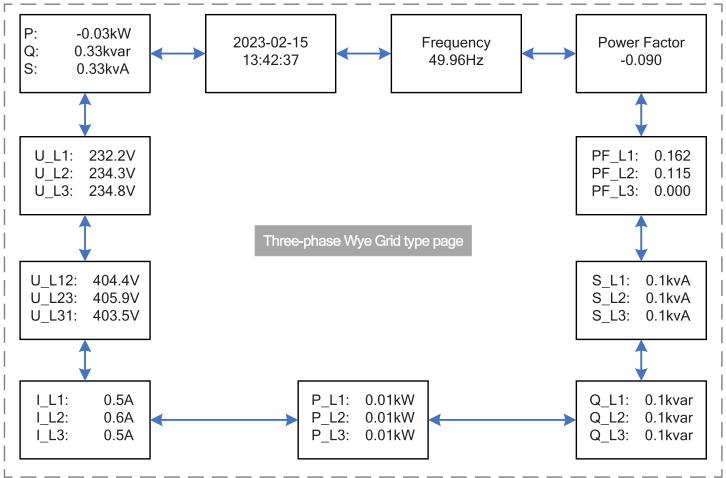 P: -0.03kW
Q: 0.33kvar
S: 0.33kvA
2023-02-15
13:42:37
Frequency
49.96Hz
Power Factor
-0.090
U_L1: 232.2V
U_L2: 234.3V
U_L3: 234.8V
PF_L1: 0.162
PF_L2: 0.115
PF_L3: 0.000
Three-phase Wye Grid type page
U_L12: 404.4V
U_L23: 405.9V
U_L31: 403.5V
S_L1: 0.1kvA
S_L2: 0.1kvA
S_L3: 0.1kvA
I_L1: 0.5A
I_L2: 0.6A
I_L3: 0.5A
P_L1: 0.01kW
P_L2: 0.01kW
P_L3: 0.01kW
Q_L1: 0.1kvar
Q_L2: 0.1kvar
Q_L3: 0.1kvar